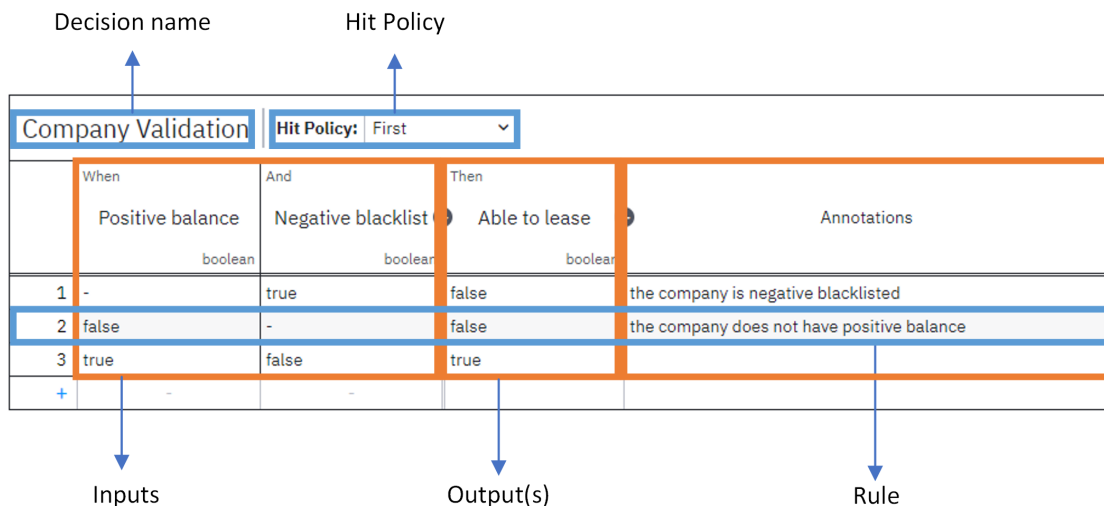 Decision name Hit Policy
Company Validation Hit Policy: First
When And Then
Positive balance Negative blacklist Able to lease Annotations
boolean boolean boolean
1 - true false the company is negative blacklisted
2 false - false the company does not have positive balance
3 true false true
+ - -
Inputs Output(s) Rule